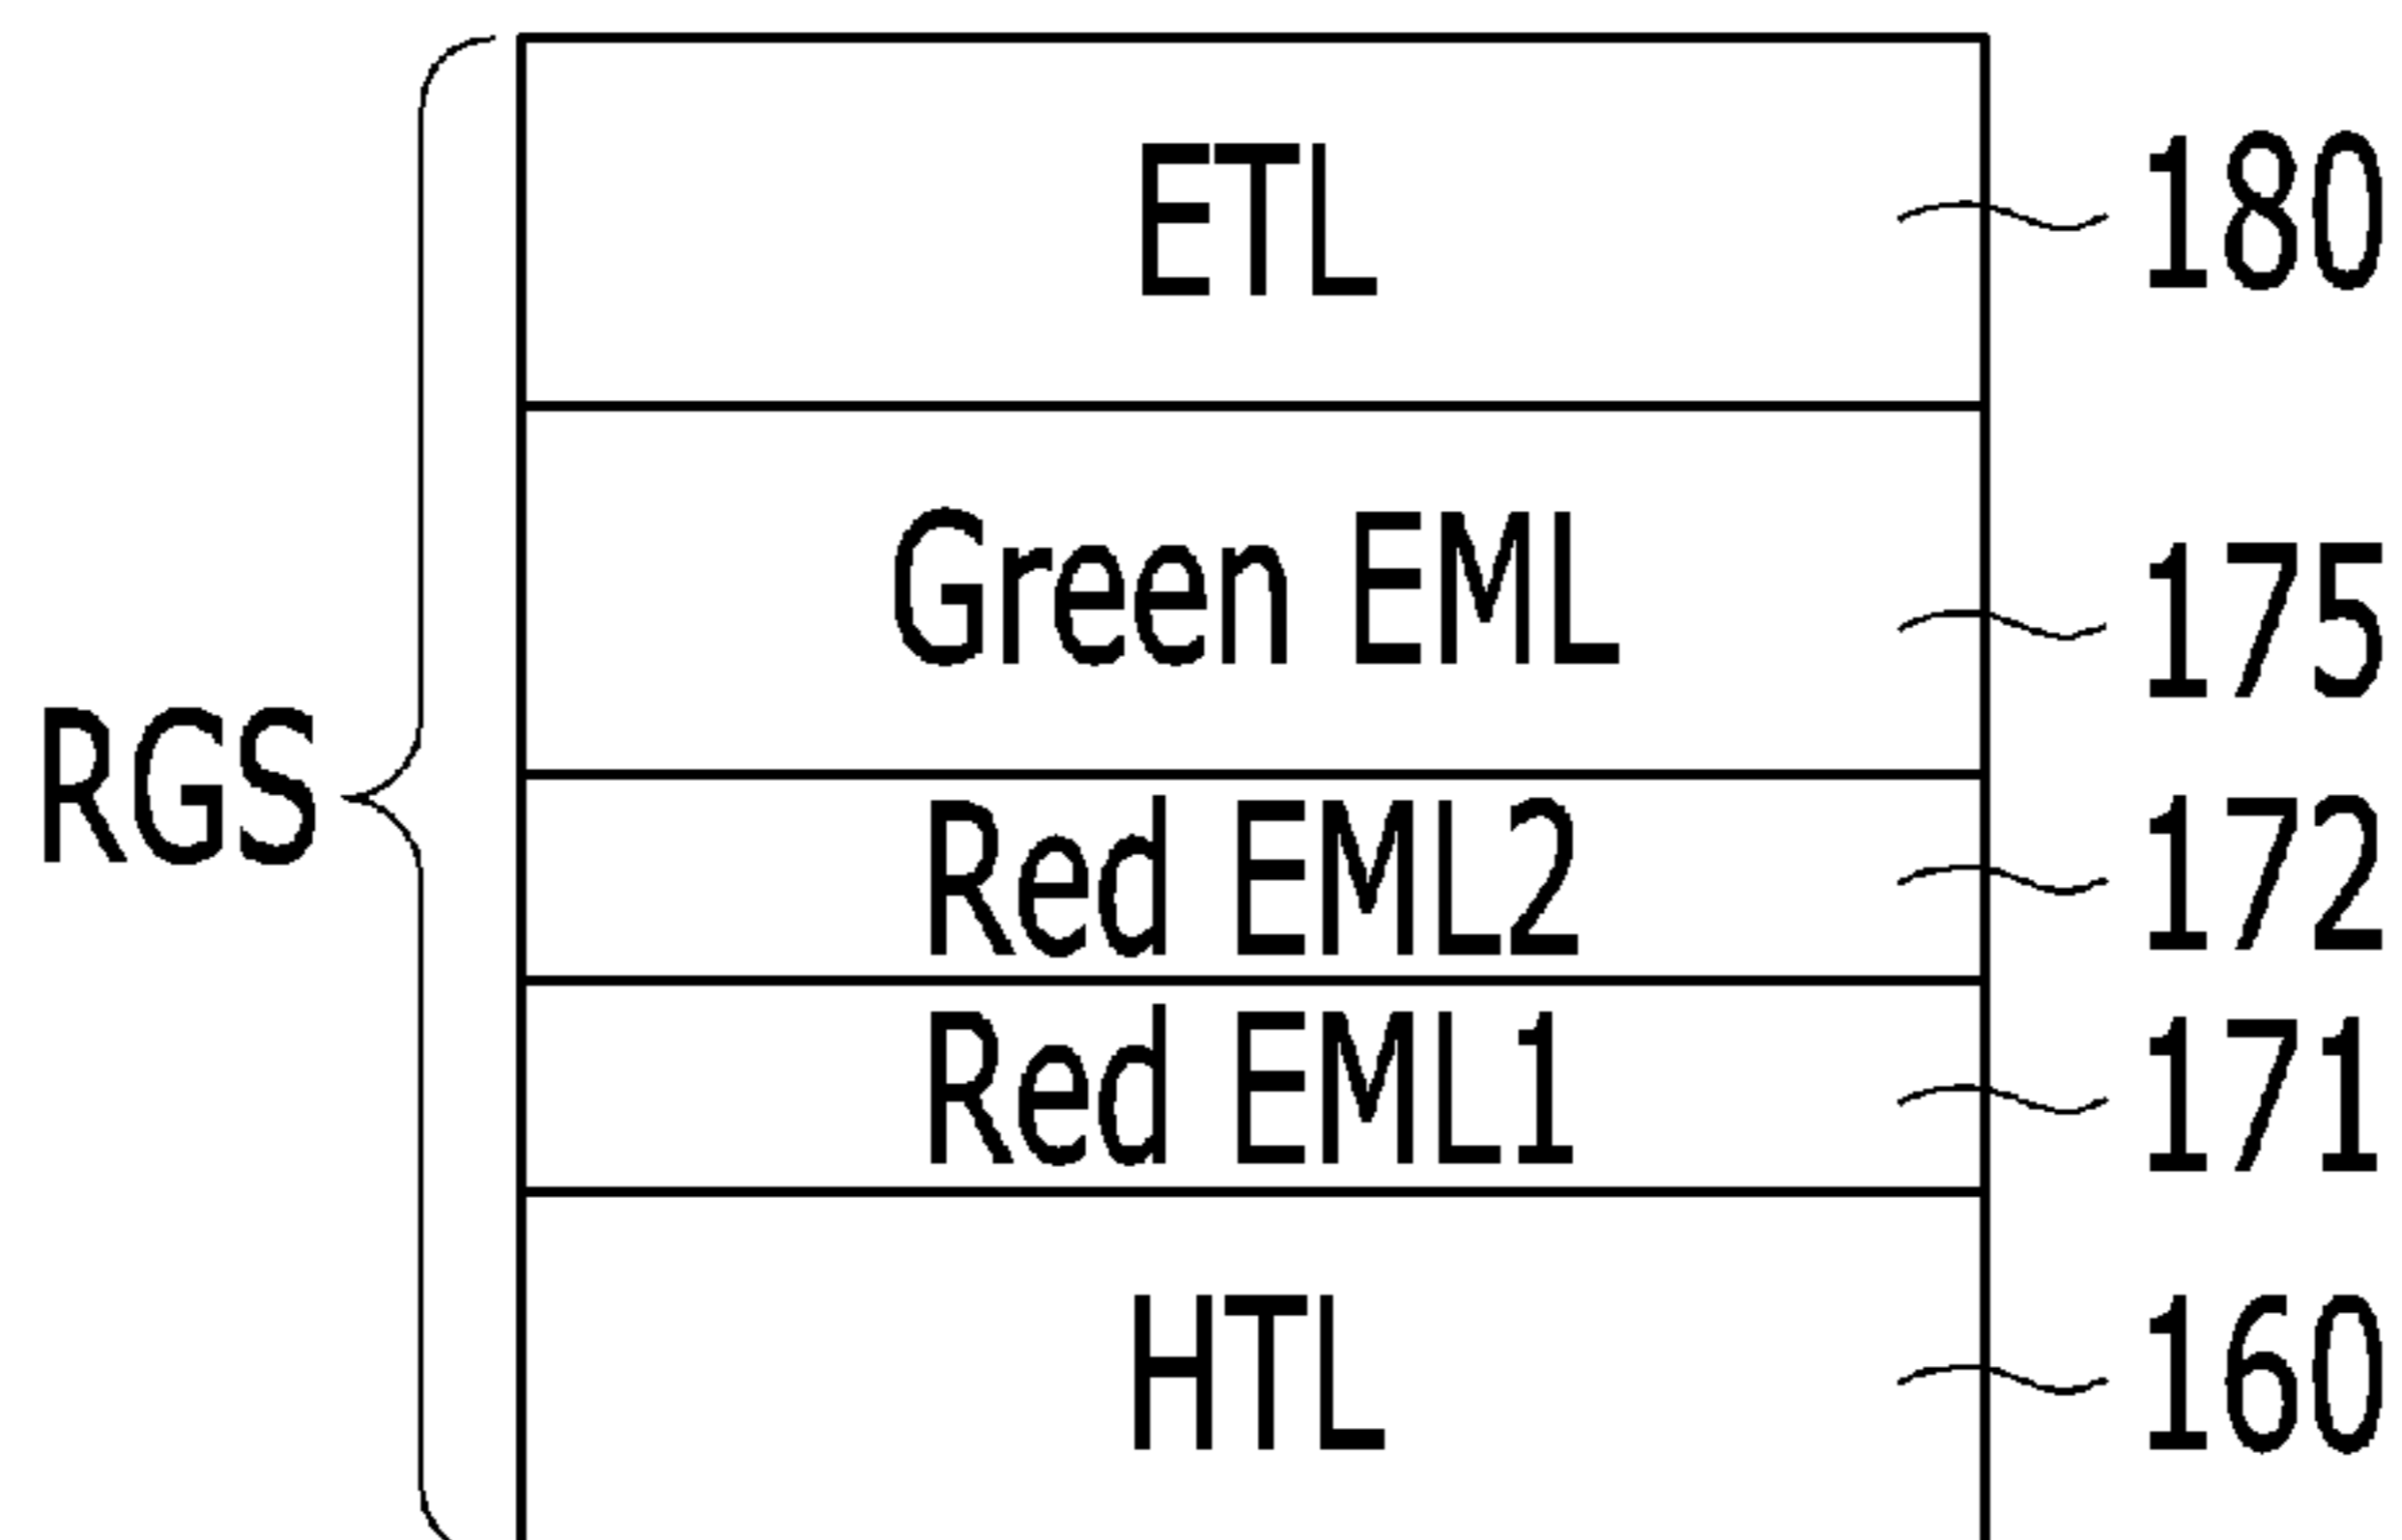 ETL 180
Green EML 175
RGS
Red EML2 172
Red EML1 171
HTL 160